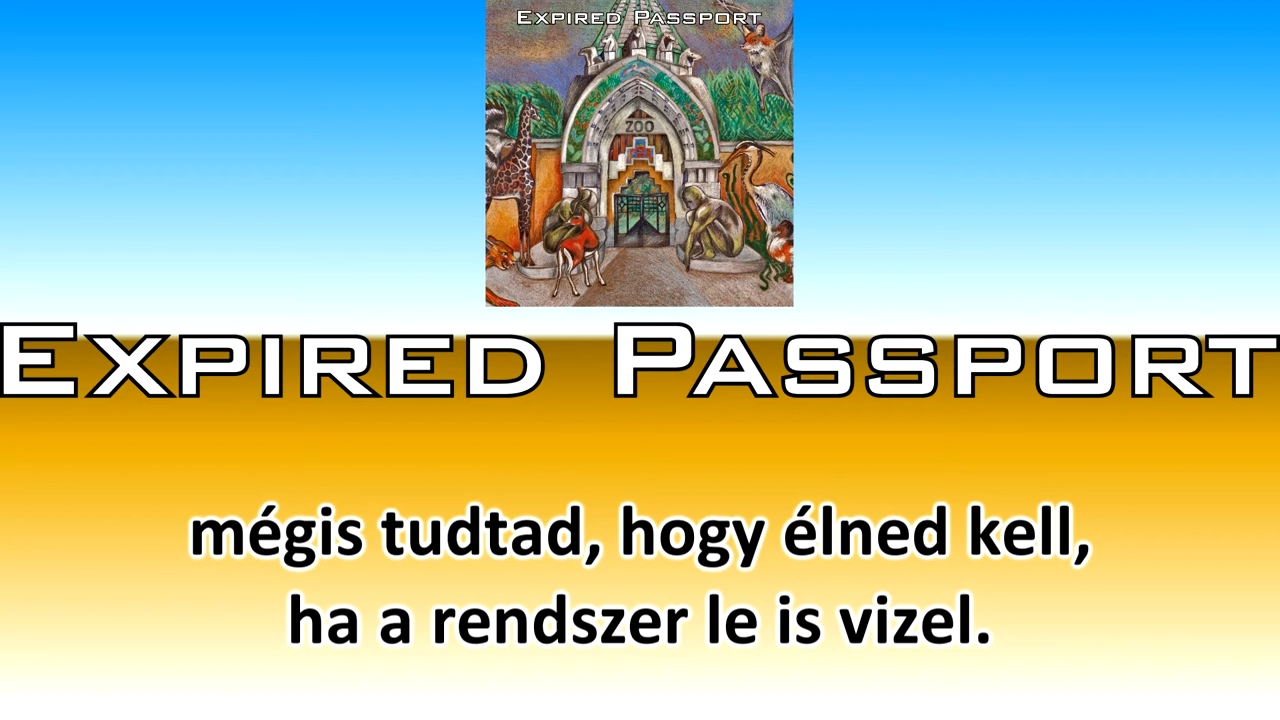 Expired Passport
ZOO
Expired Passport
mégis tudtad, hogy élned kell,
ha a rendszer le is vizel.